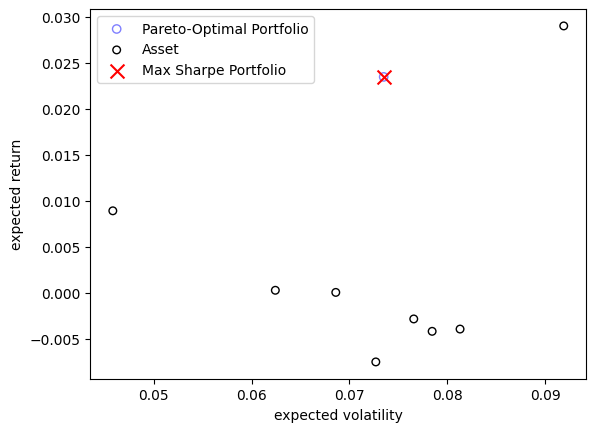 Pareto-Optimal Portfolio
Asset
Max Sharpe Portfolio
expected return
0.030
0.025
0.020
0.015
0.010
0.005
0.000
−0.005
0.05 0.06 0.07 0.08 0.09
expected volatility